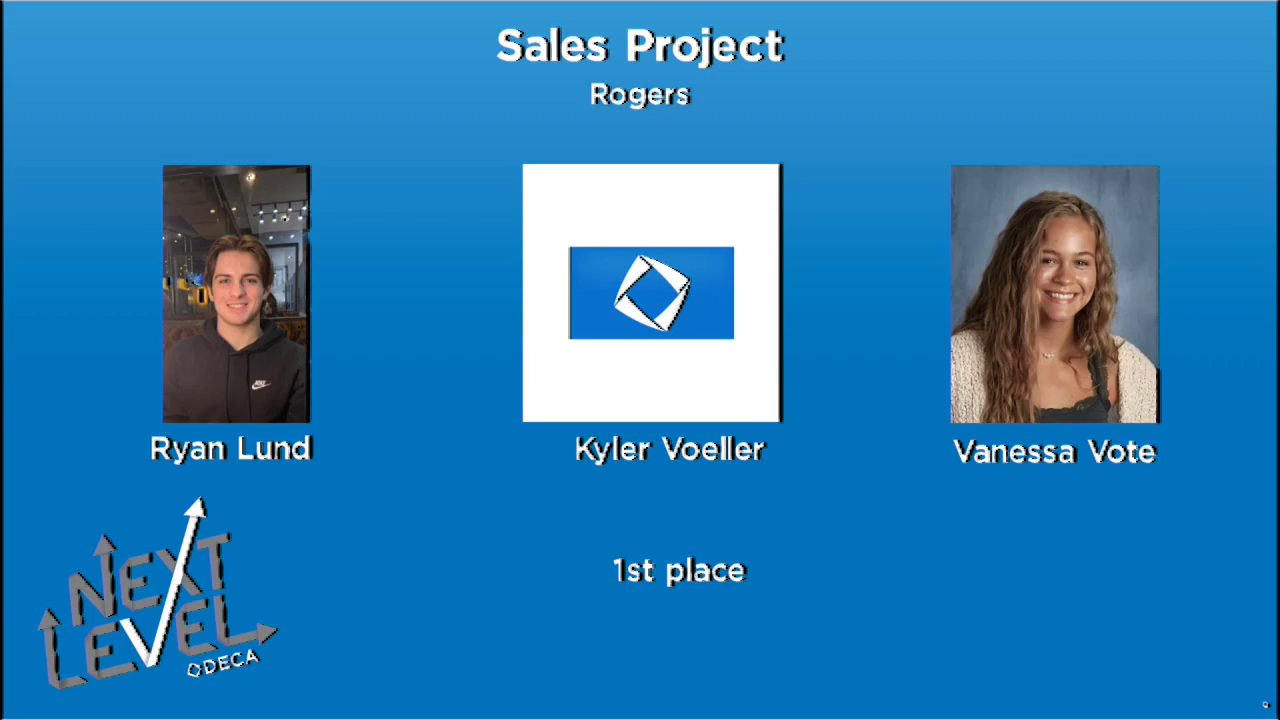 Sales Project
Rogers
Ryan Lund
Kyler Voeller
Vanessa Vote
1st place
NEXT
LEVEL
DECA